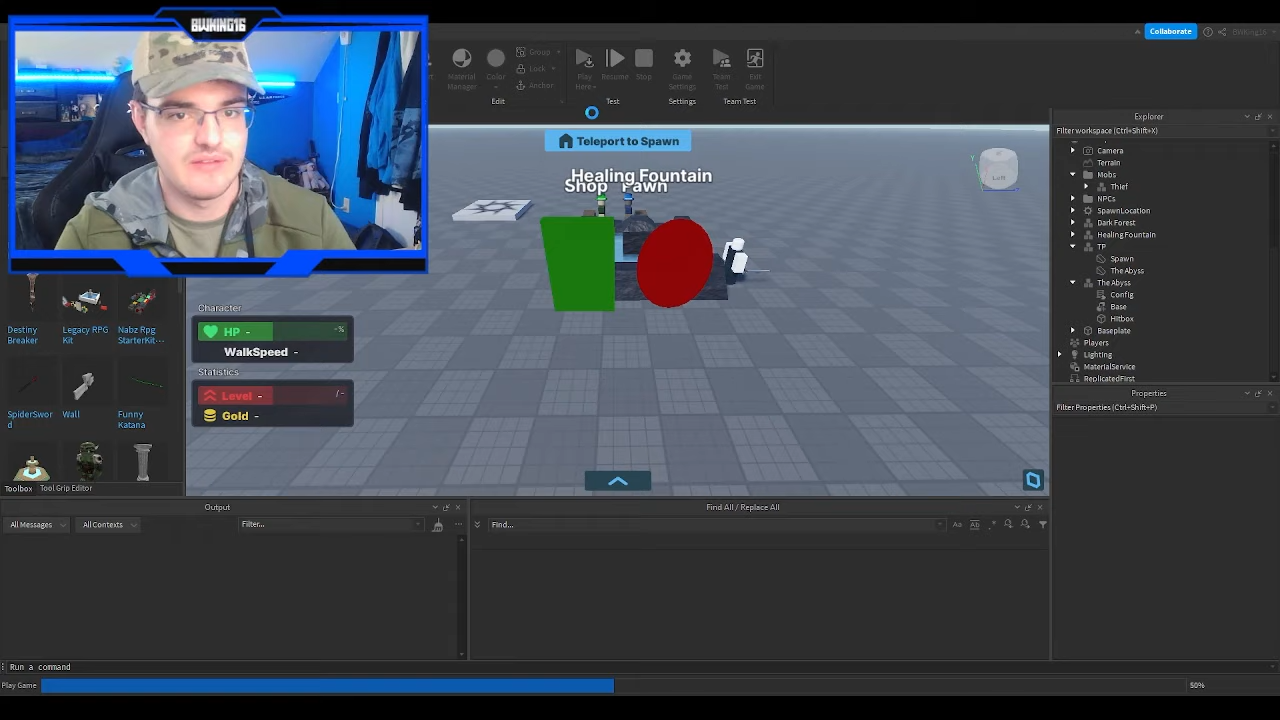 BWKING16
Collaborate
BWKing16
Material
Manager
Color
Group
Lock
Anchor
Edit
Play
Here
Resume
Stop
Test
Game
Settings
Settings
Team
Test
Exit
Game
Team Test
Teleport to Spawn
Healing Fountain
Shop
Pawn
Left
Y
Explorer
Filter workspace (Ctrl+Shift+X)
Camera
Terrain
Mobs
Thief
NPCs
SpawnLocation
Dark Forest
Healing Fountain
TP
Spawn
The Abyss
The Abyss
Config
Base
Hitbox
Baseplate
Players
Lighting
MaterialService
ReplicatedFirst
Properties
Filter Properties (Ctrl+Shift+P)
Destiny
Breaker
Legacy RPG
Kit
Nabz Rpg
StarterKit...
SpiderSwor
d
Wall
Funny
Katana
Toolbox
Tool Grip Editor
Character
HP -
-%
WalkSpeed -
Statistics
Level -
/ -
Gold -
Output
All Messages
All Contexts
Filter...
Find All / Replace All
Find...
Aa
Ab
.*
Run a command
Play Game
50%